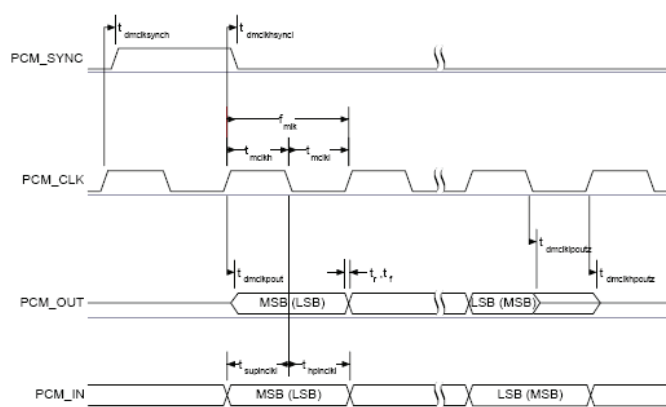 t dmclksynch
t dmclkhsyncl
PCM_SYNC
f mlk
t mclkh
t mclkl
PCM_CLK
t dmclklpoutz
t dmclkpout
t r , t f
t dmclkhpoutz
PCM_OUT
MSB (LSB)
LSB (MSB)
t supinclkl
t hpinclkl
PCM_IN
MSB (LSB)
LSB (MSB)